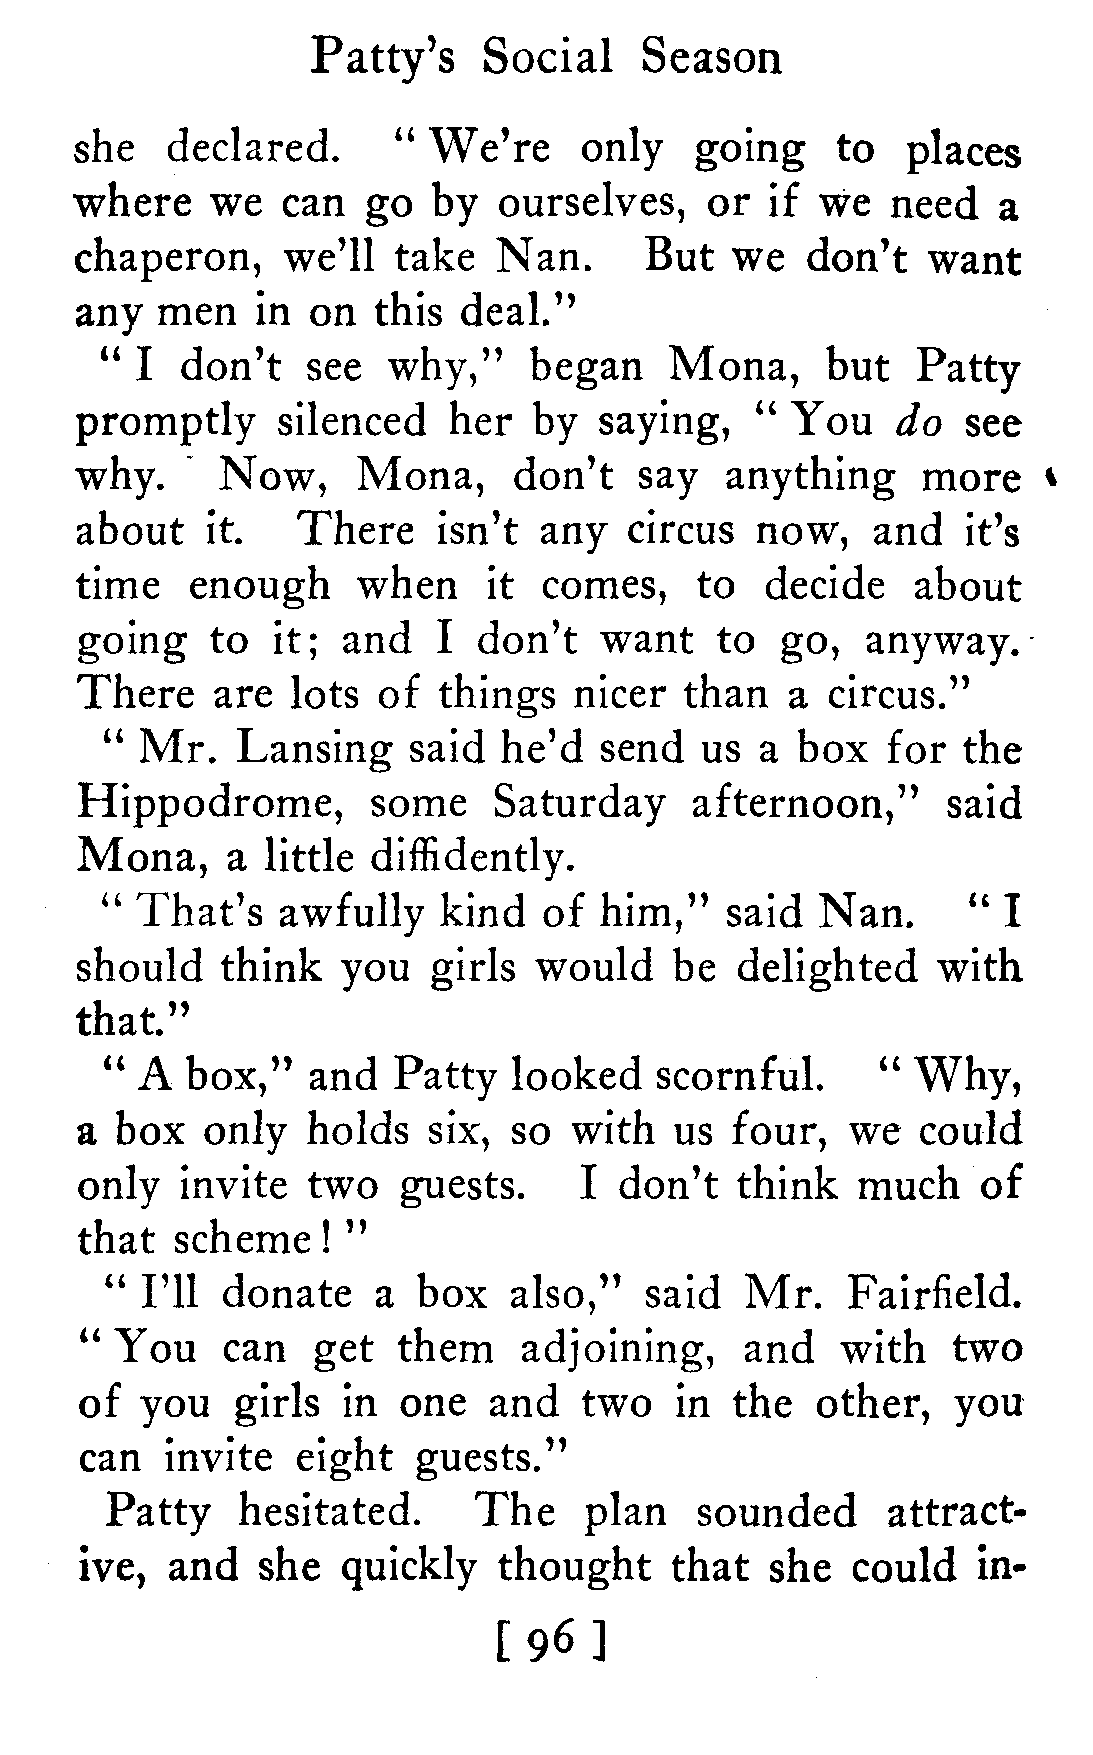 Patty's Social Season
she declared. "We're only going to places
where we can go by ourselves, or if we need a
chaperon, we'll take Nan. But we don't want
any men in on this deal."
"I don't see why," began Mona, but Patty
promptly silenced her by saying, "You do see
why. Now, Mona, don't say anything more
about it. There isn't any circus now, and it's
time enough when it comes, to decide about
going to it; and I don't want to go, anyway.
There are lots of things nicer than a circus."
"Mr. Lansing said he'd send us a box for the
Hippodrome, some Saturday afternoon," said
Mona, a little diffidently.
"That's awfully kind of him," said Nan. "I
should think you girls would be delighted with
that."
"A box," and Patty looked scornful. "Why,
a box only holds six, so with us four, we could
only invite two guests. I don't think much of
that scheme!"
"I'll donate a box also," said Mr. Fairfield.
"You can get them adjoining, and with two
of you girls in one and two in the other, you
can invite eight guests."
Patty hesitated. The plan sounded attract-
ive, and she quickly thought that she could in-
[ 96 ]